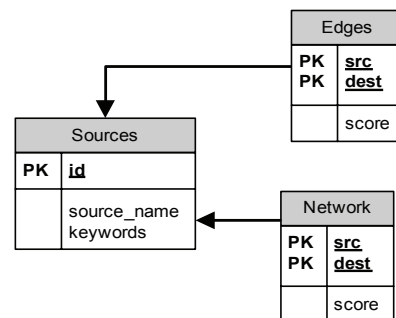 Edges
PK src
PK dest
score
Sources
PK id
source_name
keywords
Network
PK src
PK dest
score